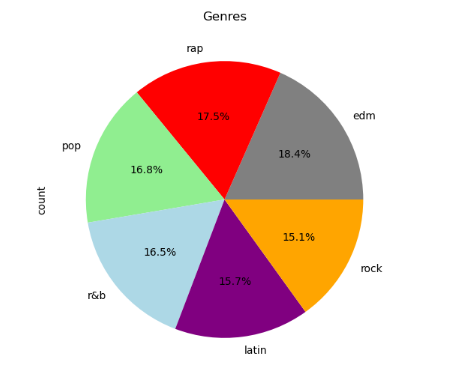 Genres
rap
edm
17.5%
18.4%
pop
16.8%
count
16.5%
15.1%
15.7%
r&b
rock
latin